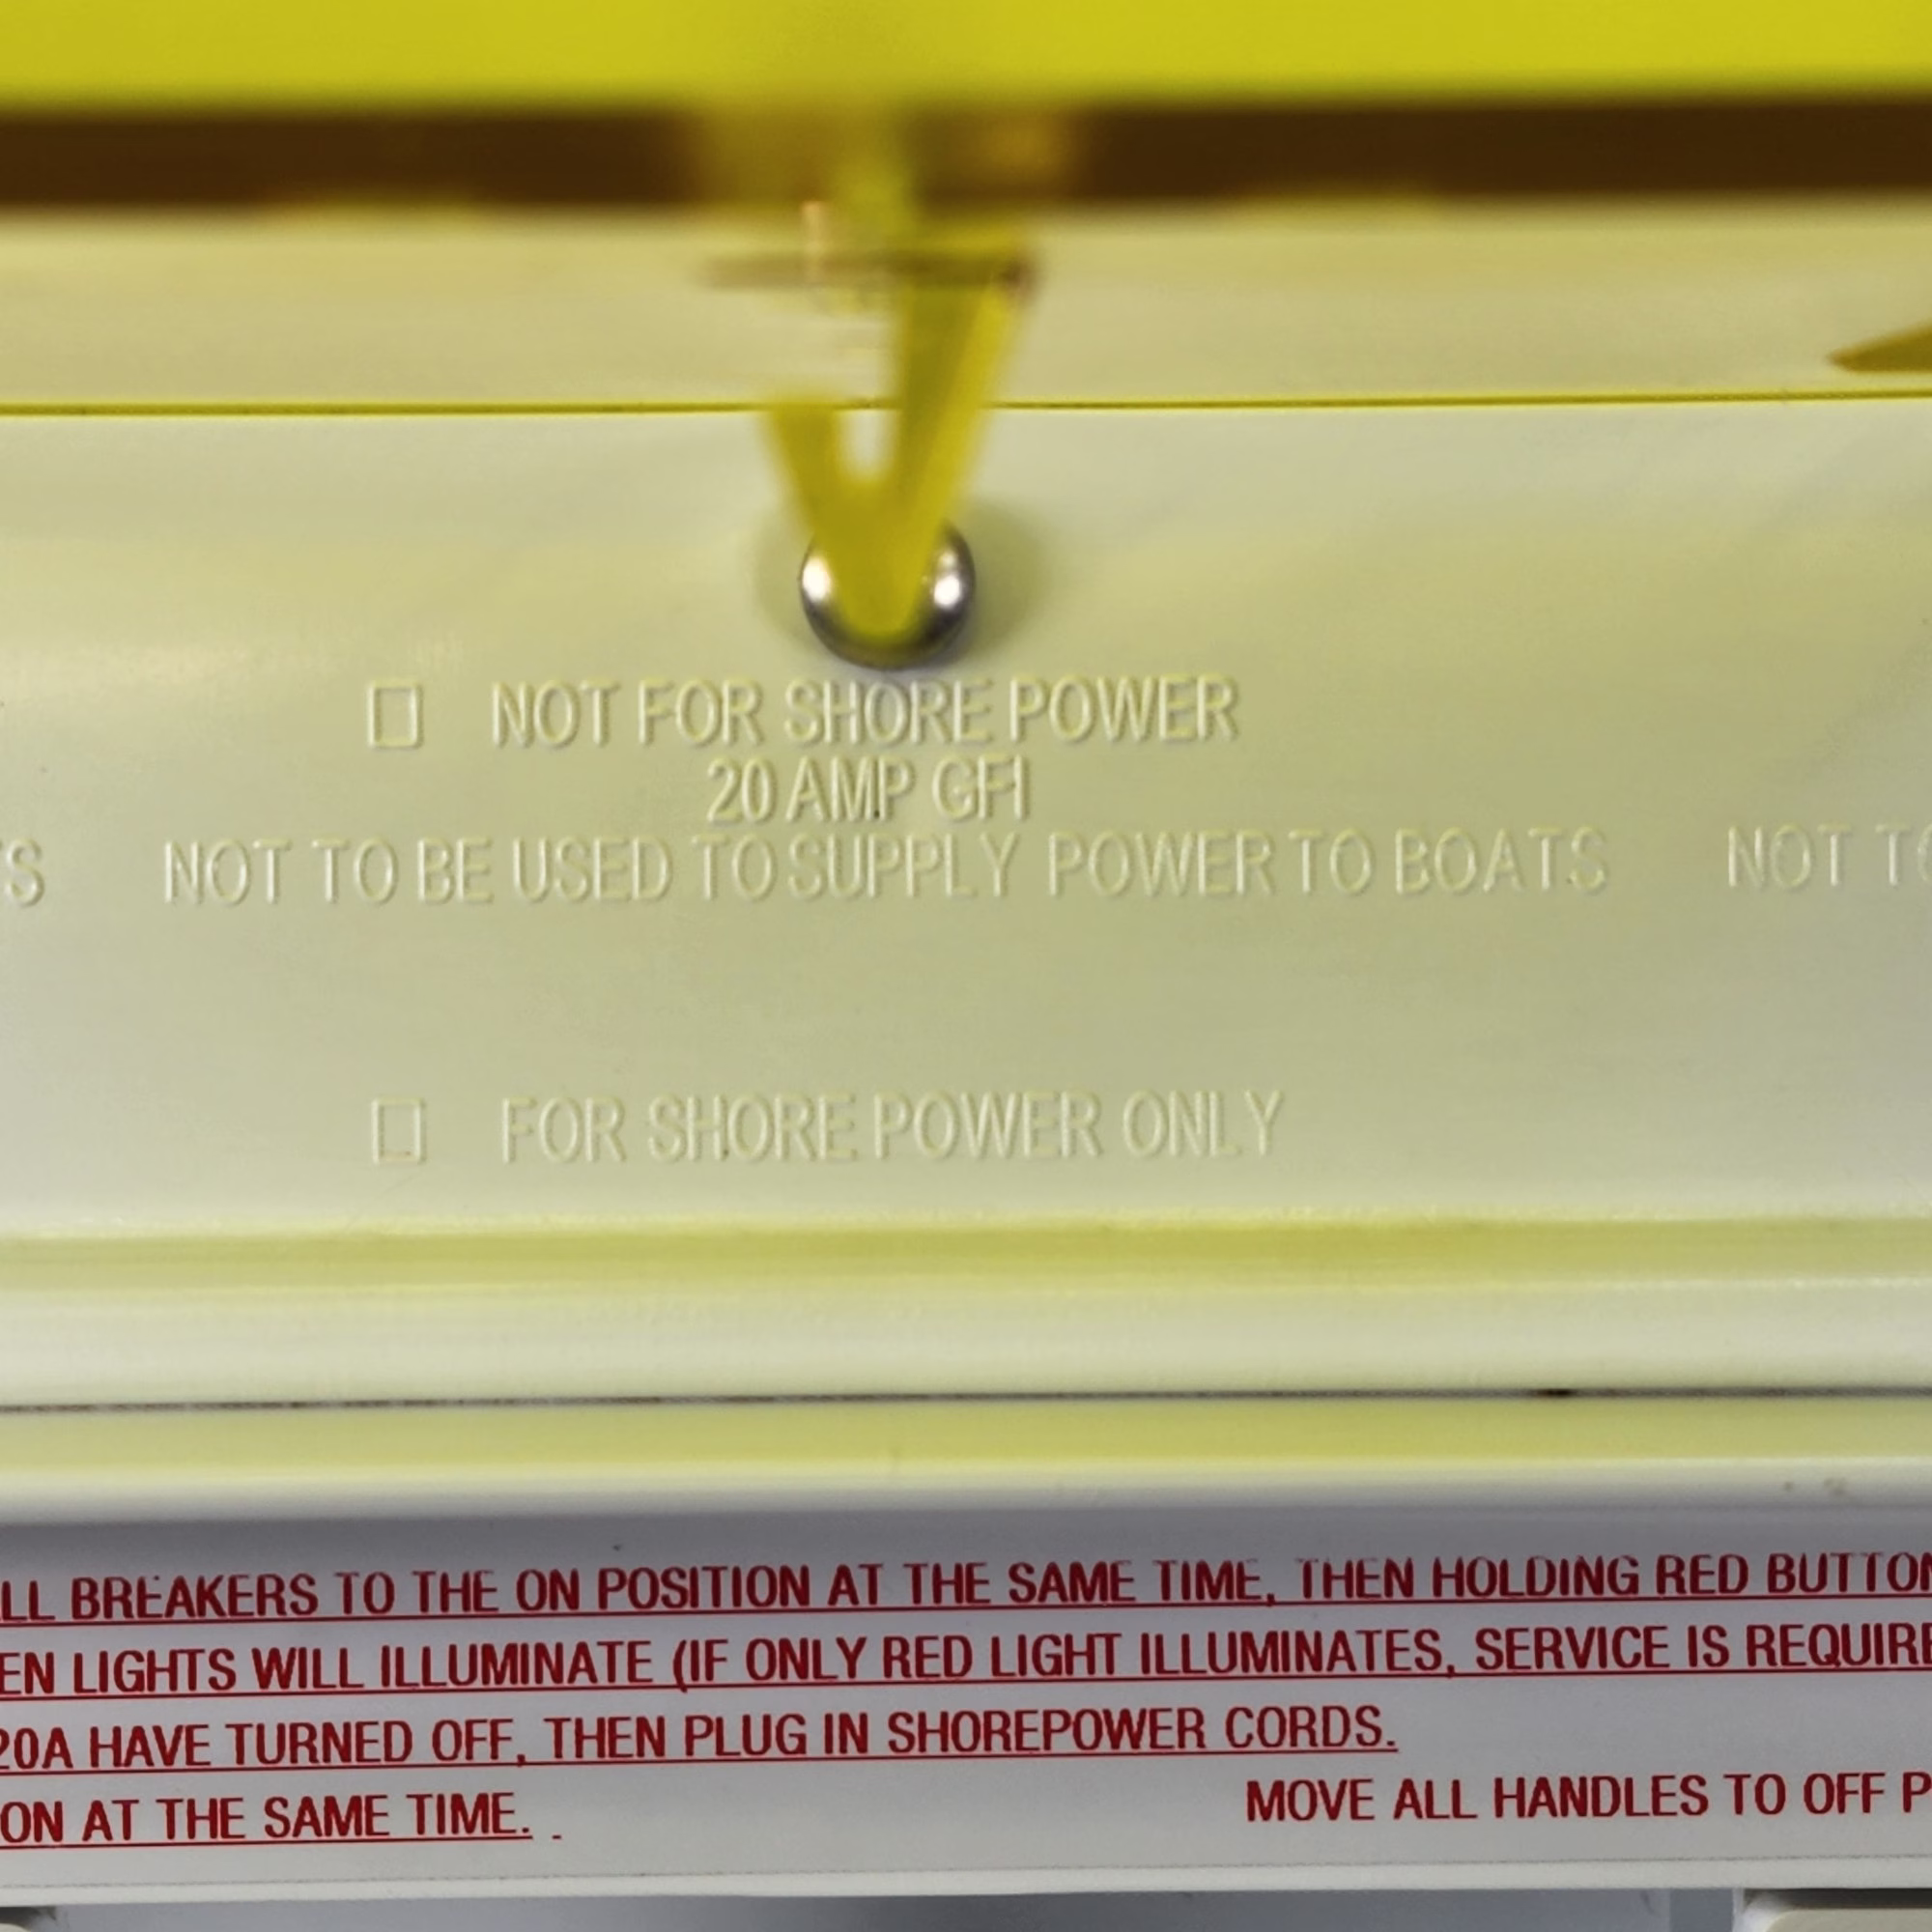 NOT FOR SHORE POWER
20 AMP GFI
NOT TO BE USED TO SUPPLY POWER TO BOATS NOT
FOR SHORE POWER ONLY
BREAKERS TO THE ON POSITION AT THE SAME TIME, THEN HOLDING RED BUTTON
LIGHTS WILL ILLUMINATE (IF ONLY RED LIGHT ILLUMINATES, SERVICE IS
20A HAVE TURNED OFF, THEN PLUG IN SHOREPOWER CORDS.
ON AT THE SAME TIME. MOVE ALL HANDLES TO OFF